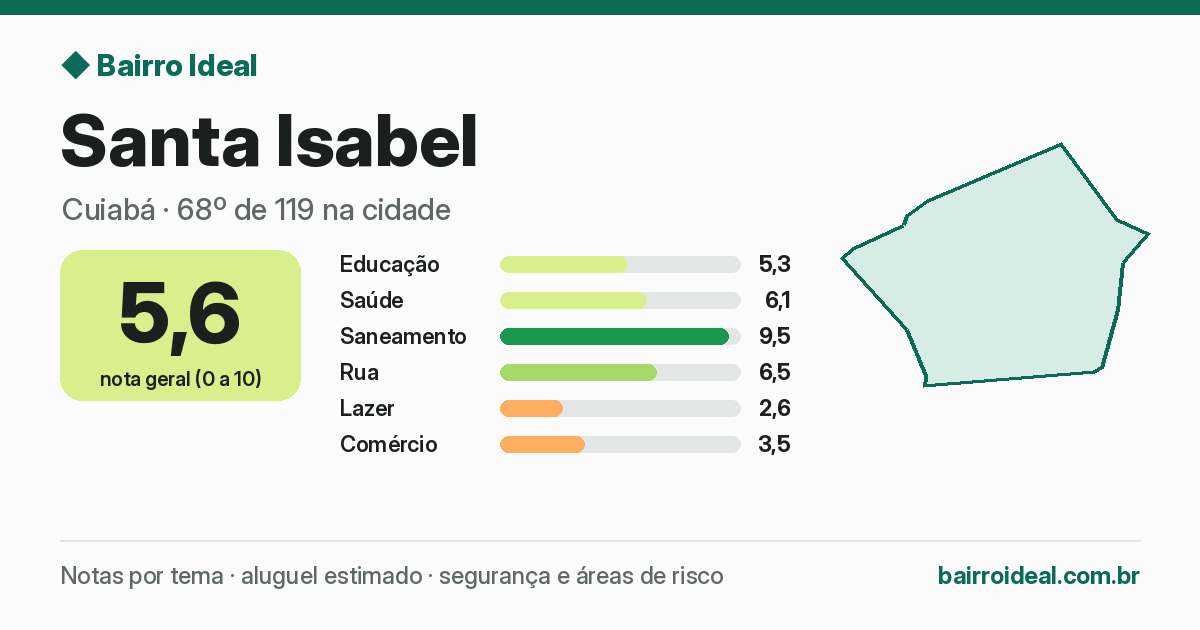 Bairro Ideal
Santa Isabel
Cuiabá · 68º de 119 na cidade
5,6
nota geral (0 a 10)
Educação 5,3
Saúde 6,1
Saneamento 9,5
Rua 6,5
Lazer 2,6
Comércio 3,5
Notas por tema · aluguel estimado · segurança e áreas de risco
bairroideal.com.br